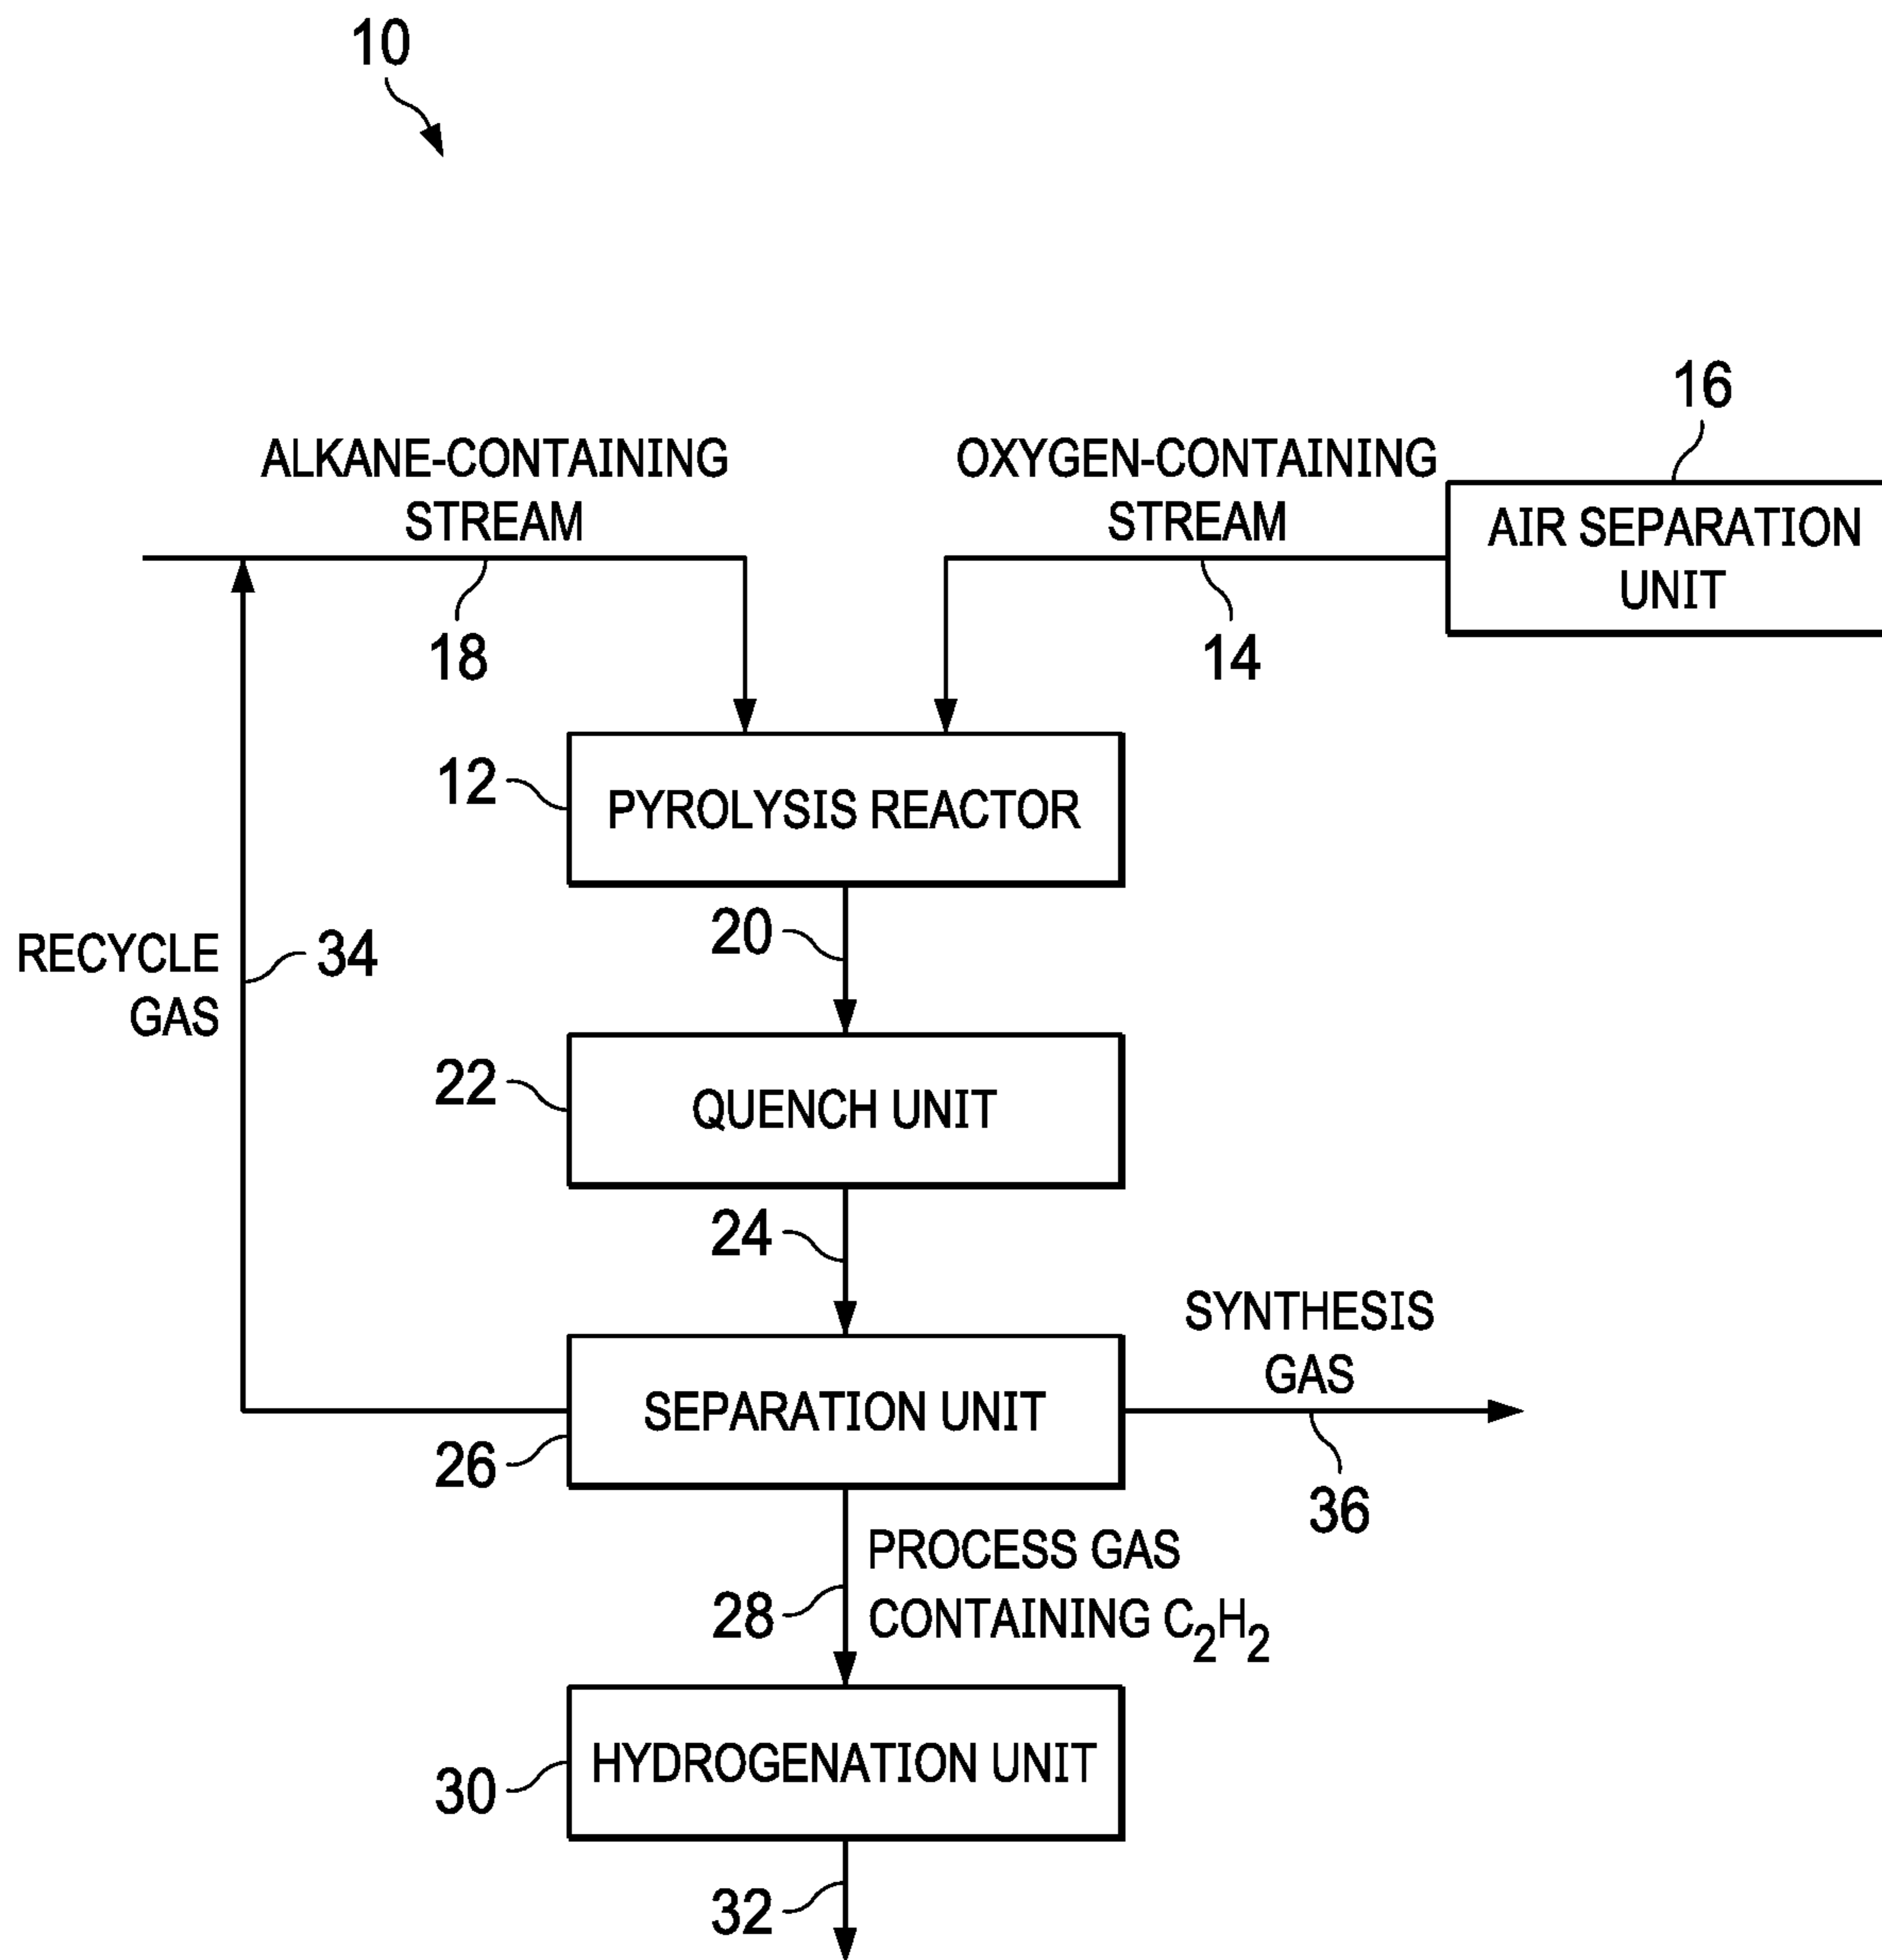 10
16
ALKANE-CONTAINING
STREAM
OXYGEN-CONTAINING
STREAM
AIR SEPARATION
UNIT
18
14
12
PYROLYSIS REACTOR
20
RECYCLE
GAS
34
22
QUENCH UNIT
24
SYNTHESIS
GAS
SEPARATION UNIT
26
36
PROCESS GAS
CONTAINING C₂H₂
28
HYDROGENATION UNIT
30
32